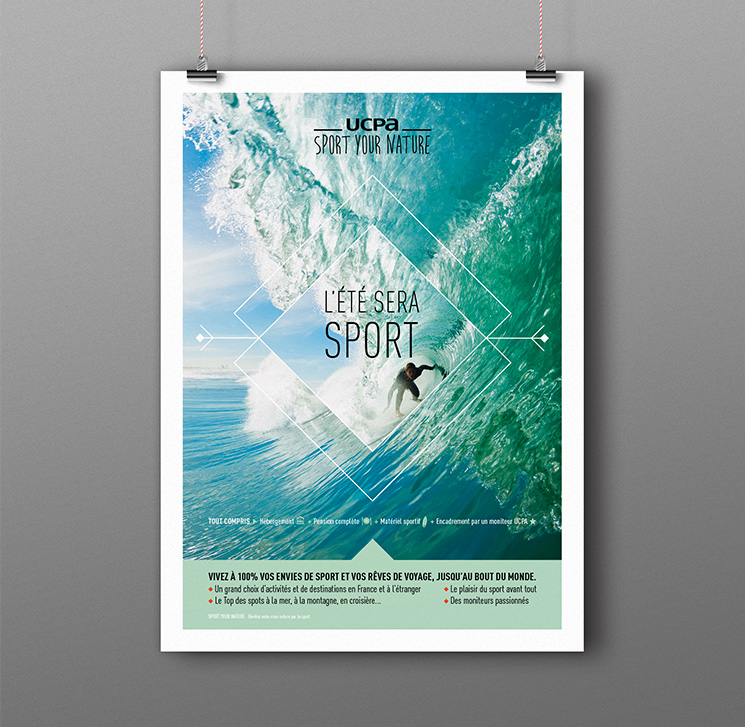 UCPA
SPORT YOUR NATURE
L'ÉTÉ SERA
SPORT
TOUT COMPRIS Hébergement + Pension complète + Matériel sportif + Encadrement par un moniteur UCPA
VIVEZ À 100% VOS ENVIES DE SPORT ET VOS RÊVES DE VOYAGE, JUSQU'AU BOUT DU MONDE.
Un grand choix d'activités et de destinations en France et à l'étranger
Le plaisir du sport avant tout
Le Top des spots à la mer, à la montagne, en croisière...
Des moniteurs passionnés
SPORT YOUR NATURE